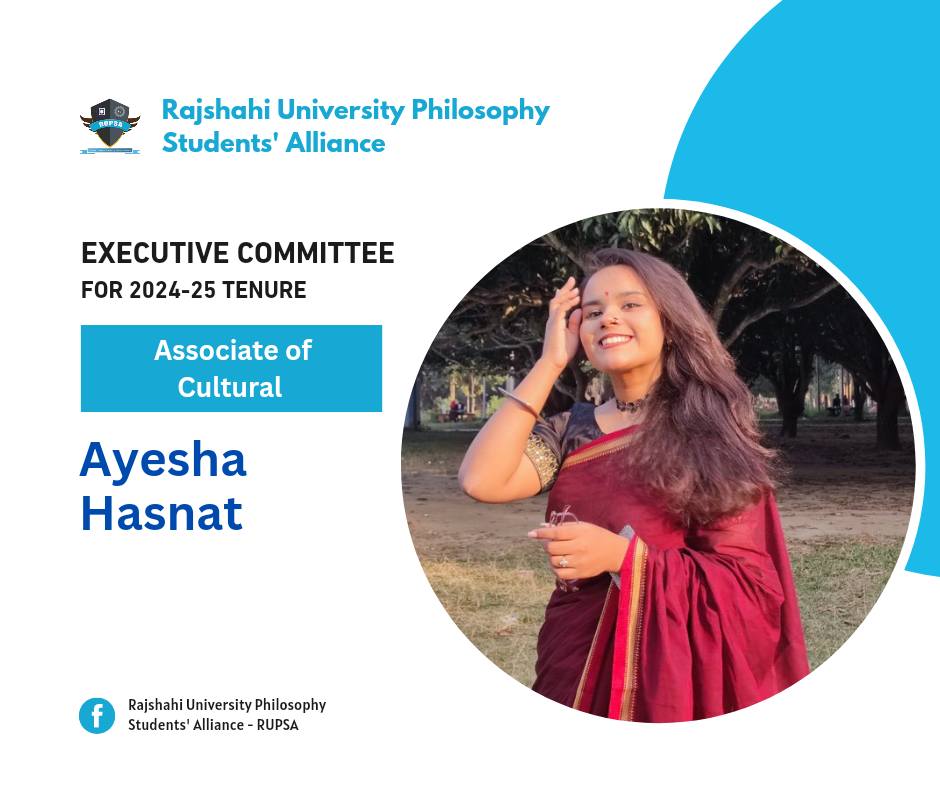 RUPSA
Rajshahi University Philosophy
Students' Alliance
EXECUTIVE COMMITTEE
FOR 2024-25 TENURE
Associate of
Cultural
Ayesha
Hasnat
Rajshahi University Philosophy
Students' Alliance - RUPSA